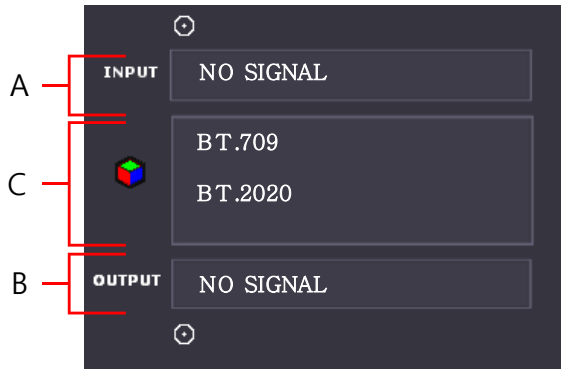 A
INPUT NO SIGNAL
C
BT.709
BT.2020
B
OUTPUT NO SIGNAL